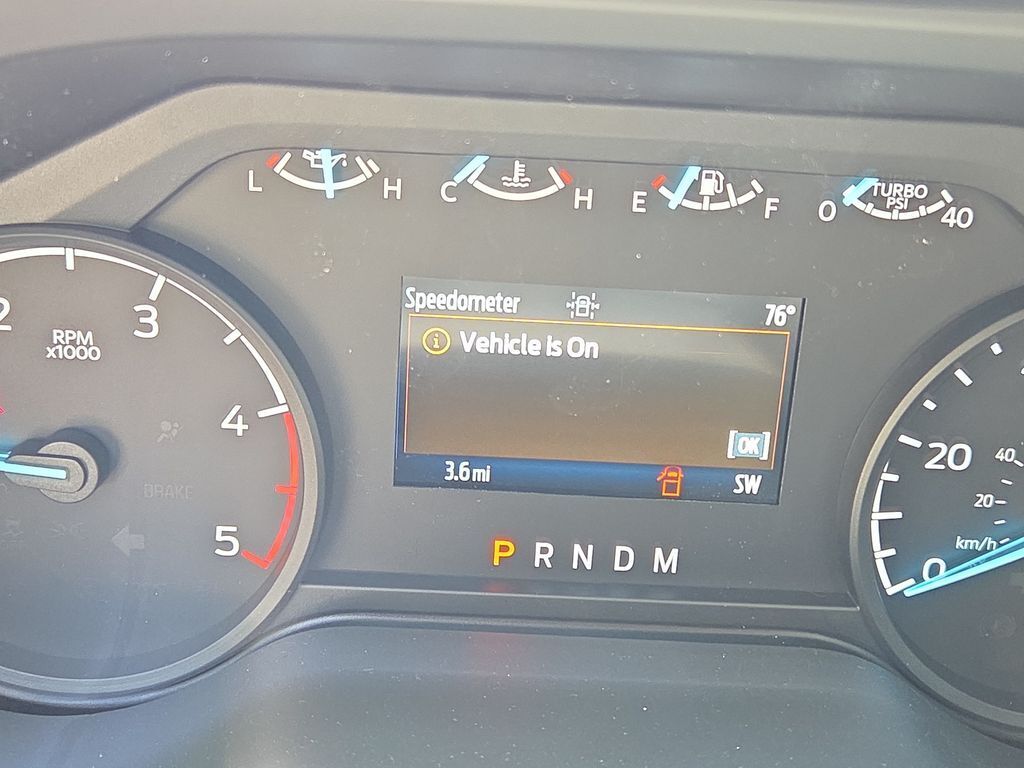 L H
C H
E F
0 TURBO PSI 40
Speedometer 76°
Vehicle is On
OK
3.6 mi SW
P R N D M
2 3 4 5
RPM
x1000
BRAKE
20
0
40
20
km/h